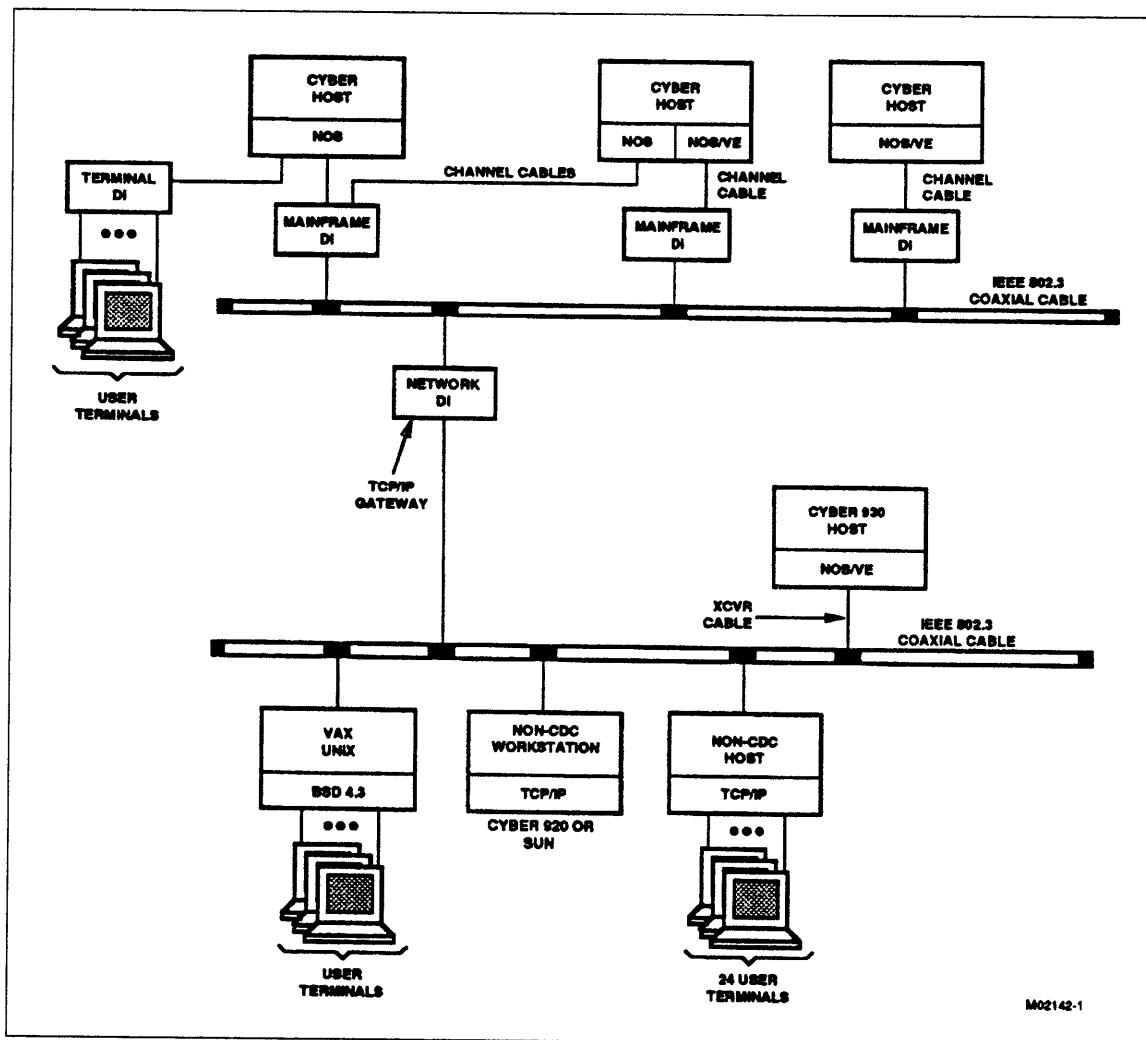 CYBER
HOST
NOS
CYBER
HOST
NOS
NOS/VE
CYBER
HOST
NOS/VE
TERMINAL
DI
CHANNEL CABLES
CHANNEL
CABLE
CHANNEL
CABLE
MAINFRAME
DI
MAINFRAME
DI
MAINFRAME
DI
IEEE 802.3
COAXIAL CABLE
USER
TERMINALS
NETWORK
DI
TCP/IP
GATEWAY
CYBER 930
HOST
NOS/VE
XCVR
CABLE
IEEE 802.3
COAXIAL CABLE
VAX
UNIX
BSD 4.3
NON-CDC
WORKSTATION
TCP/IP
CYBER 920 OR
SUN
NON-CDC
HOST
TCP/IP
USER
TERMINALS
24 USER
TERMINALS
M02142-1